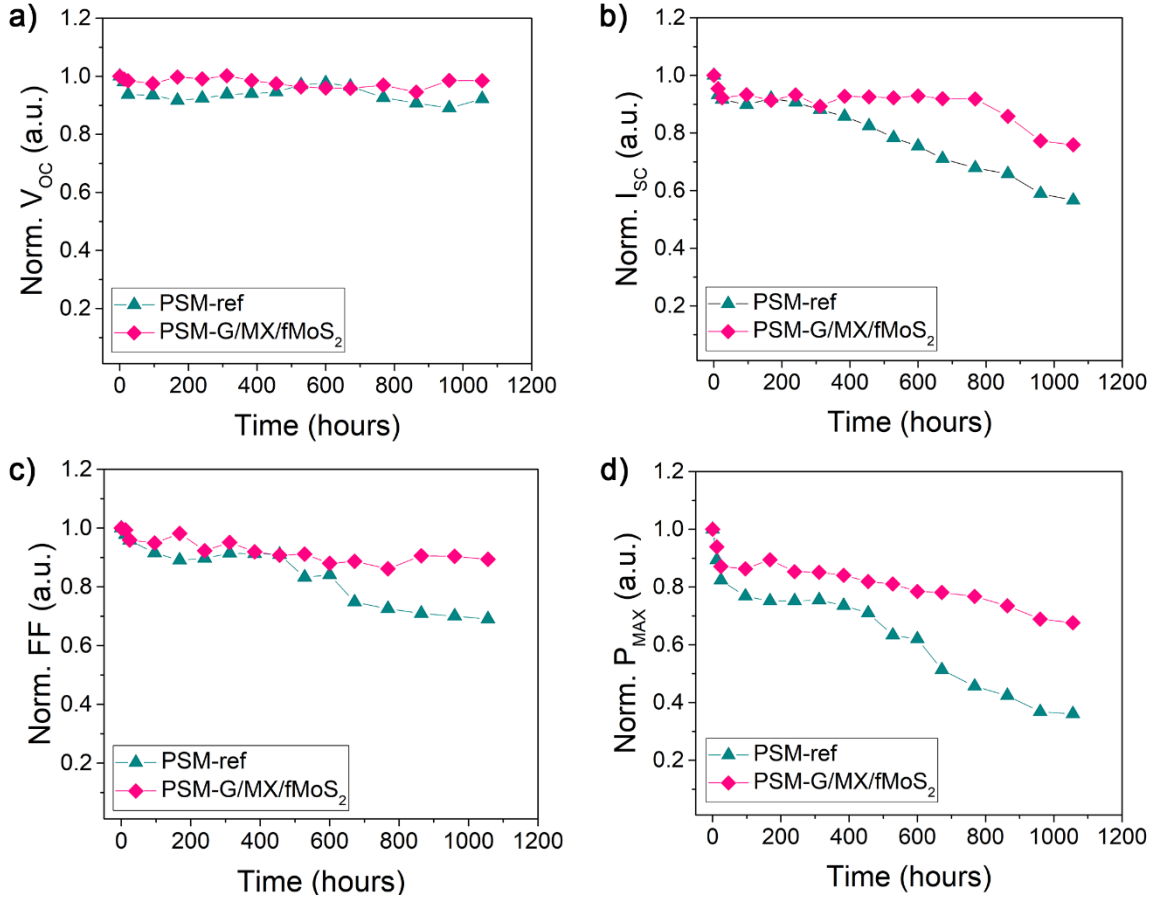 a)
1.2
1.0
0.8
0.6
0.4
0.2
Norm. V_OC (a.u.)
PSM-ref
PSM-G/MX/fMoS₂
0 200 400 600 800 1000 1200
Time (hours)
b)
1.2
1.0
0.8
0.6
0.4
0.2
Norm. I_SC (a.u.)
PSM-ref
PSM-G/MX/fMoS₂
0 200 400 600 800 1000 1200
Time (hours)
c)
1.2
1.0
0.8
0.6
0.4
0.2
Norm. FF (a.u.)
PSM-ref
PSM-G/MX/fMoS₂
0 200 400 600 800 1000 1200
Time (hours)
d)
1.2
1.0
0.8
0.6
0.4
0.2
Norm. P_MAX (a.u.)
PSM-ref
PSM-G/MX/fMoS₂
0 200 400 600 800 1000 1200
Time (hours)